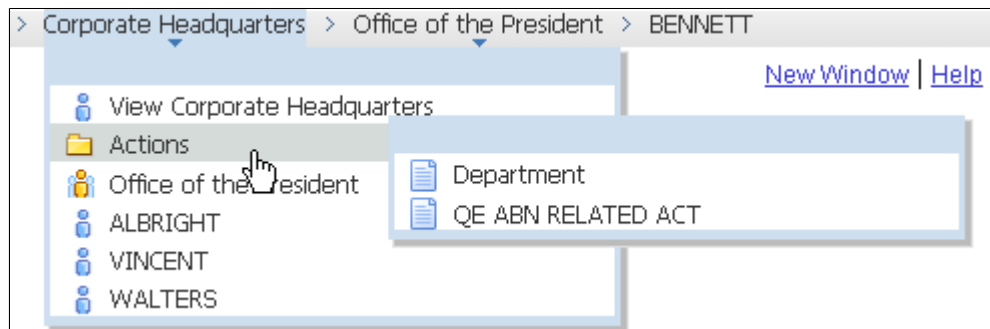 > Corporate Headquarters > Office of the President > BENNETT
New Window | Help
View Corporate Headquarters
Actions
Department
Office of the President
QE ABN RELATED ACT
ALBRIGHT
VINCENT
WALTERS